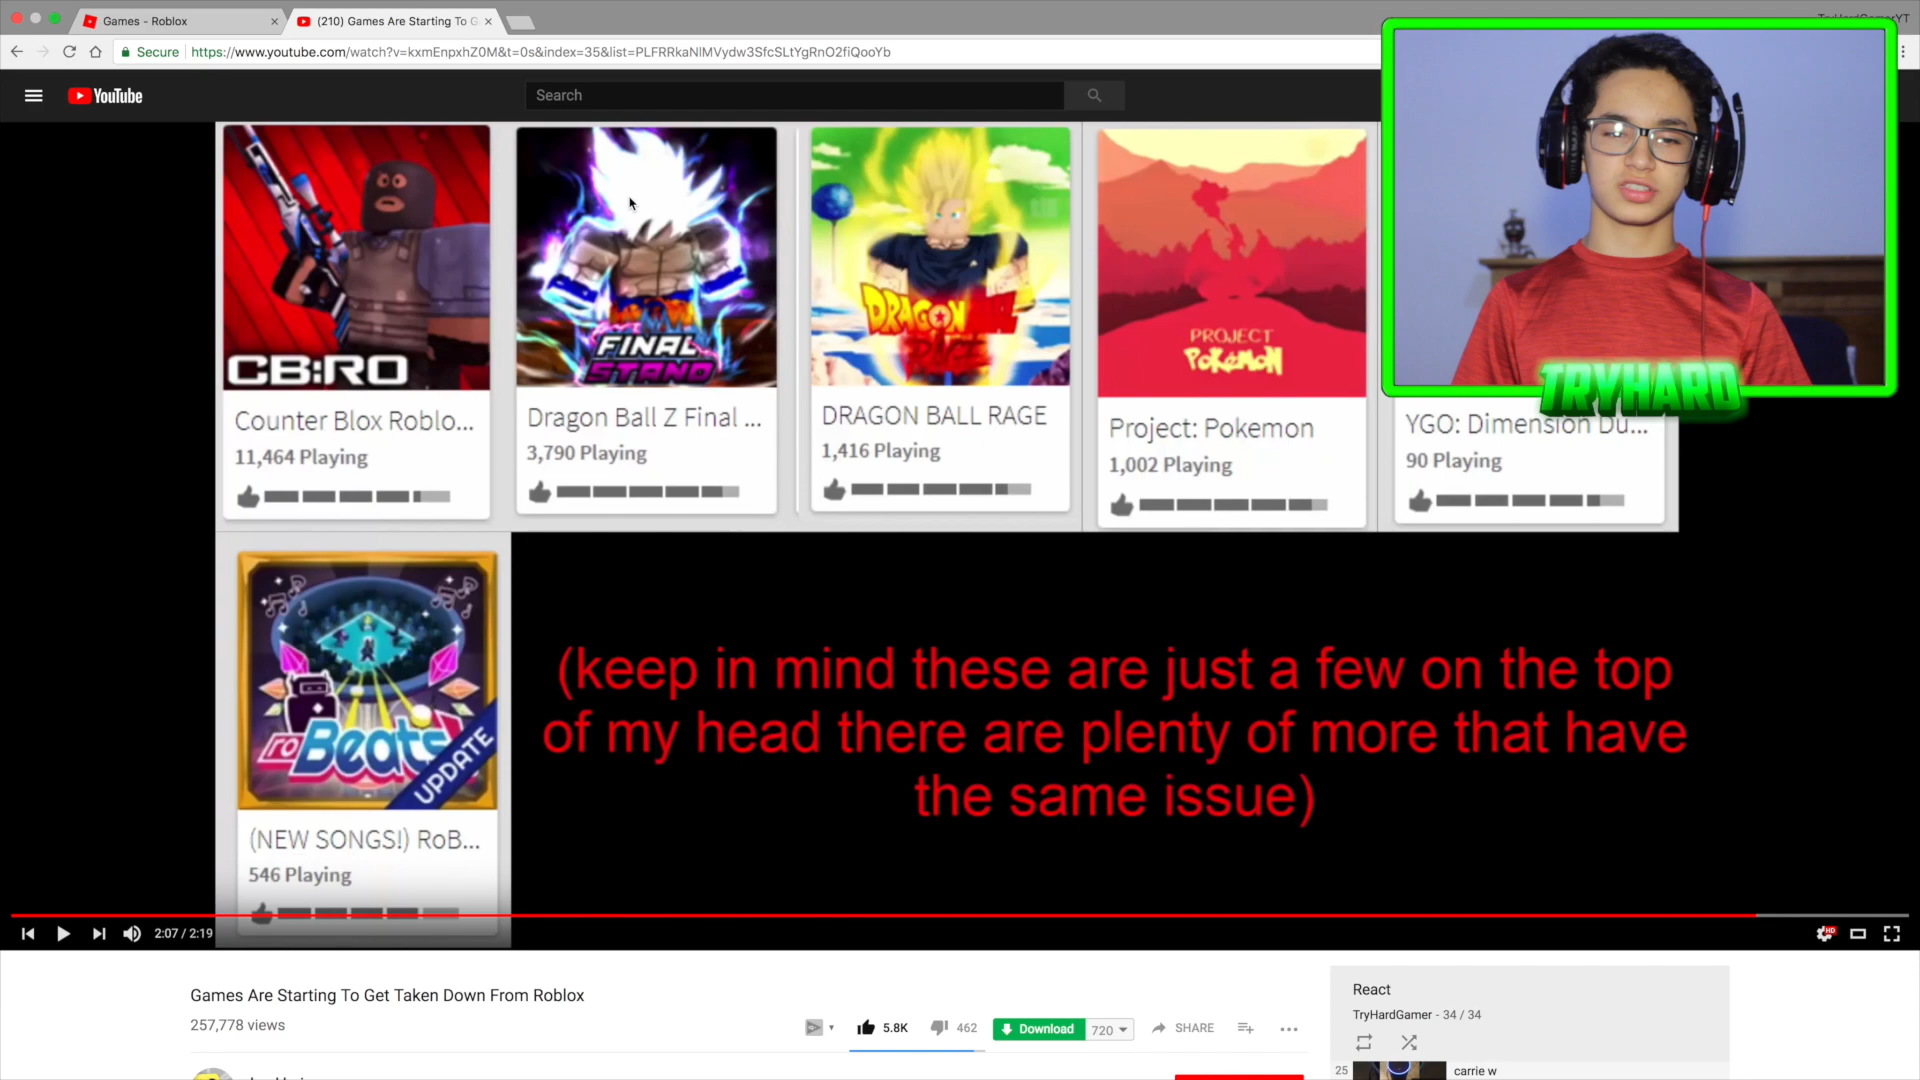 Games - Roblox
(210) Games Are Starting To G
Secure
https://www.youtube.com/watch?v=kxmEnpxhZ0M&t=0s&index=35&list=PLFRRkaNlMVydw3SfcSLtYgRnO2fiQooYb
YouTube
Search
CB:RO
FINAL
STAND
DRAGON BALL
RAGE
PROJECT
POKéMON
TRYHARD
Counter Blox Roblo...
11,464 Playing
Dragon Ball Z Final ...
3,790 Playing
DRAGON BALL RAGE
1,416 Playing
Project: Pokemon
1,002 Playing
YGO: Dimension Du...
90 Playing
roBeats
UPDATE
(NEW SONGS!) RoB...
546 Playing
(keep in mind these are just a few on the top
of my head there are plenty of more that have
the same issue)
2:07 / 2:19
HD
Games Are Starting To Get Taken Down From Roblox
257,778 views
5.8K
462
Download
720
SHARE
React
TryHardGamer - 34 / 34
25
carrie w